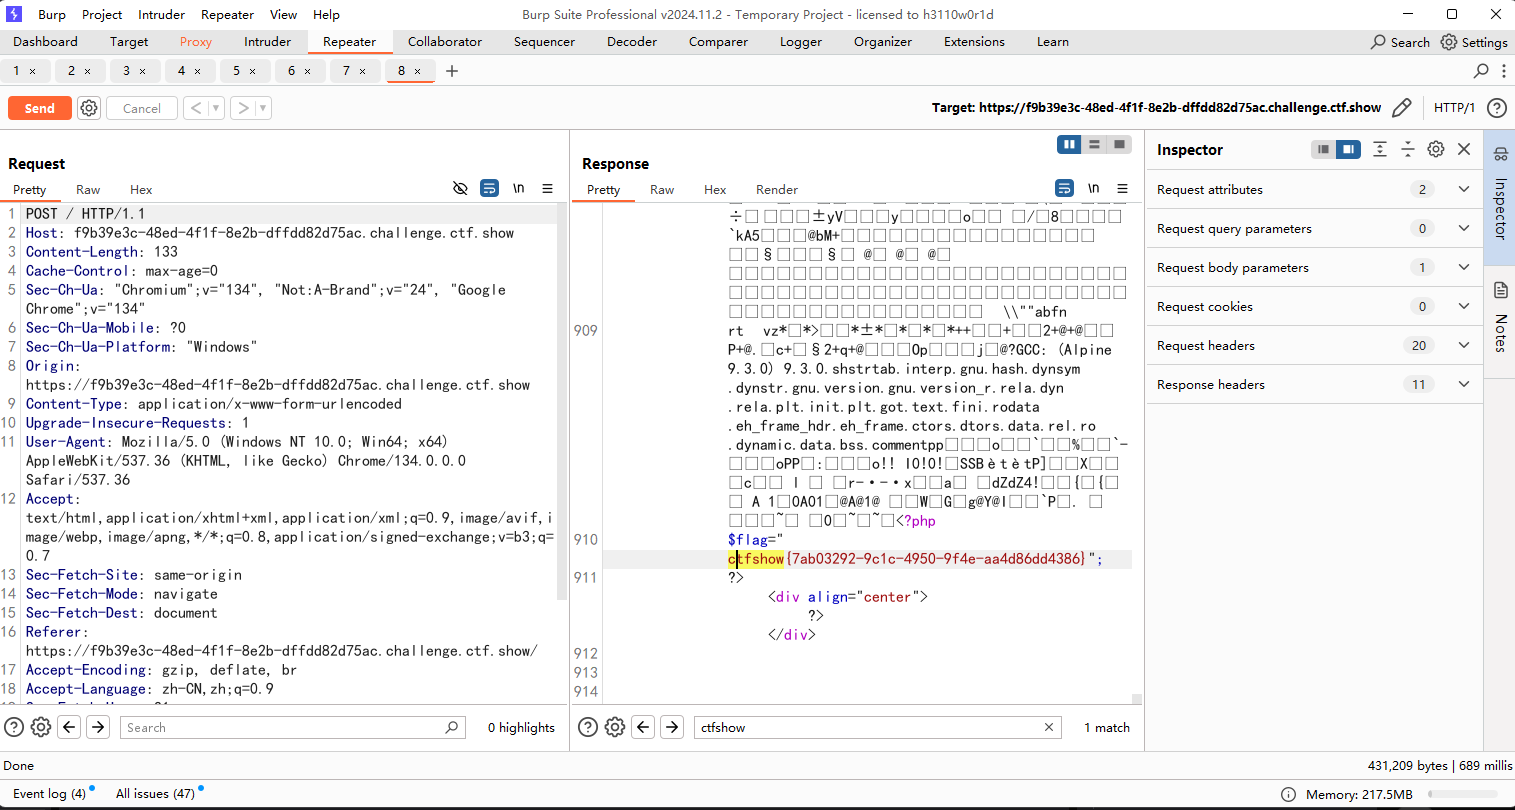 Burp Project Intruder Repeater View Help Burp Suite Professional v2024.11.2 - Temporary Project - licensed to h3110w0r1d
Dashboard Target Proxy Intruder Repeater Collaborator Sequencer Decoder Comparer Logger Organizer Extensions Learn Search Settings
1 × 2 × 3 × 4 × 5 × 6 × 7 × 8 × +
Send Cancel < > Target: https://f9b39e3c-48ed-4f1f-8e2b-dffdd82d75ac.challenge.ctf.show HTTP/1
Request
Pretty Raw Hex \n
1 POST / HTTP/1.1
2 Host: f9b39e3c-48ed-4f1f-8e2b-dffdd82d75ac.challenge.ctf.show
3 Content-Length: 133
4 Cache-Control: max-age=0
5 Sec-Ch-Ua: "Chromium";v="134", "Not:A-Brand";v="24", "Google
Chrome";v="134"
6 Sec-Ch-Ua-Mobile: ?0
7 Sec-Ch-Ua-Platform: "Windows"
8 Origin:
https://f9b39e3c-48ed-4f1f-8e2b-dffdd82d75ac.challenge.ctf.show
9 Content-Type: application/x-www-form-urlencoded
10 Upgrade-Insecure-Requests: 1
11 User-Agent: Mozilla/5.0 (Windows NT 10.0; Win64; x64)
AppleWebKit/537.36 (KHTML, like Gecko) Chrome/134.0.0.0
Safari/537.36
12 Accept:
text/html,application/xhtml+xml,application/xml;q=0.9,image/avif,i
mage/webp,image/apng,*/*;q=0.8,application/signed-exchange;v=b3;q=
0.7
13 Sec-Fetch-Site: same-origin
14 Sec-Fetch-Mode: navigate
15 Sec-Fetch-Dest: document
16 Referer:
https://f9b39e3c-48ed-4f1f-8e2b-dffdd82d75ac.challenge.ctf.show/
17 Accept-Encoding: gzip, deflate, br
18 Accept-Language: zh-CN,zh;q=0.9
Search 0 highlights
Response
Pretty Raw Hex Render \n
÷□ □□□±yV□□□y□□□□o□□ □/□8□□□□
`kA5□□□@bM+□□□□□□□□□□□□□□□□
□□§□□□§□ @□ @□ @□
\\""abfn
909 rt vz*□*>□□*±*□*□*□*++□□+□□2+@+@□□
P+@.□c+□§2+q+@□□□Op□□□j□@?GCC: (Alpine
9.3.0) 9.3.0.shstrtab.interp.gnu.hash.dynsym
.dynstr.gnu.version.gnu.version_r.rela.dyn
.rela.plt.init.plt.got.text.fini.rodata
.eh_frame_hdr.eh_frame.ctors.dtors.data.rel.ro
.dynamic.data.bss.commentpp□□□o□□`□□%□□`-
□□□oPP□:□□□o!! IO!O!□SSBètètP]□□X□□
□c□□ l □ □r-·-·x□□a□ □dZdZ4!□□{□{□
□ A 1□OAO1□@A@1@ □□W□G□g@Y@I□□`P□. □
□□□~□ □O□~□~□<?php
910 $flag="
ctfshow{7ab03292-9c1c-4950-9f4e-aa4d86dd4386}";
911 ?>
<div align="center">
?>
</div>
912
913
914
ctfshow × 1 match
Inspector
Request attributes 2
Request query parameters 0
Request body parameters 1
Request cookies 0
Request headers 20
Response headers 11
Inspector
Notes
Done 431,209 bytes | 689 millis
Event log (4) All issues (47) Memory: 217.5MB